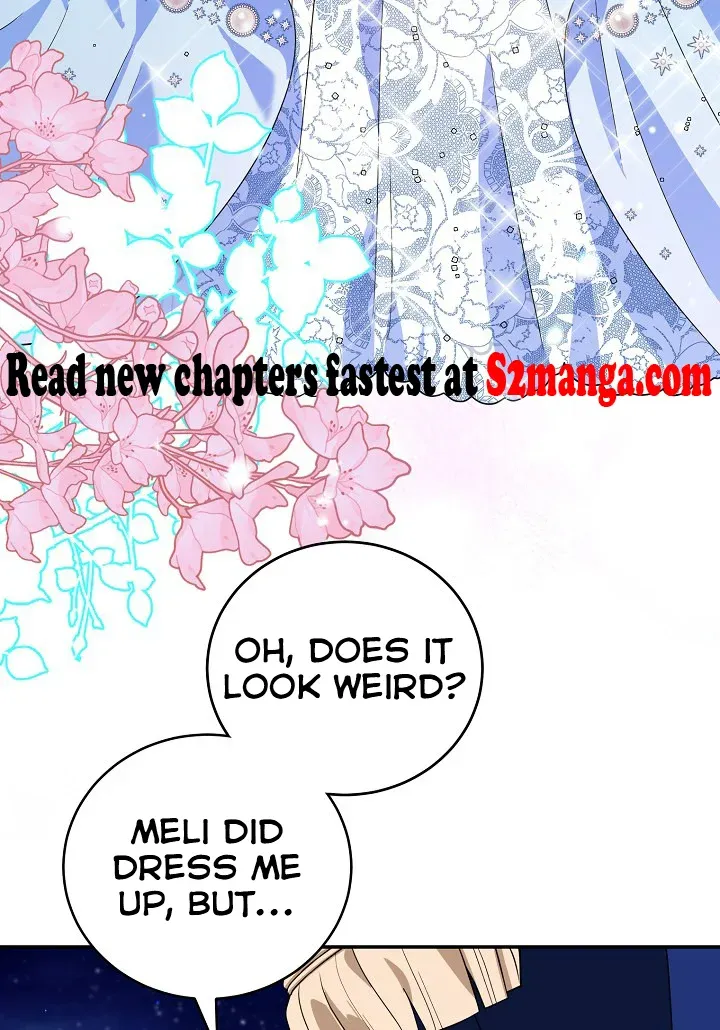 Read new chapters fastest at S2manga.com
OH, DOES IT
LOOK WEIRD?
MELI DID
DRESS ME
UP, BUT...